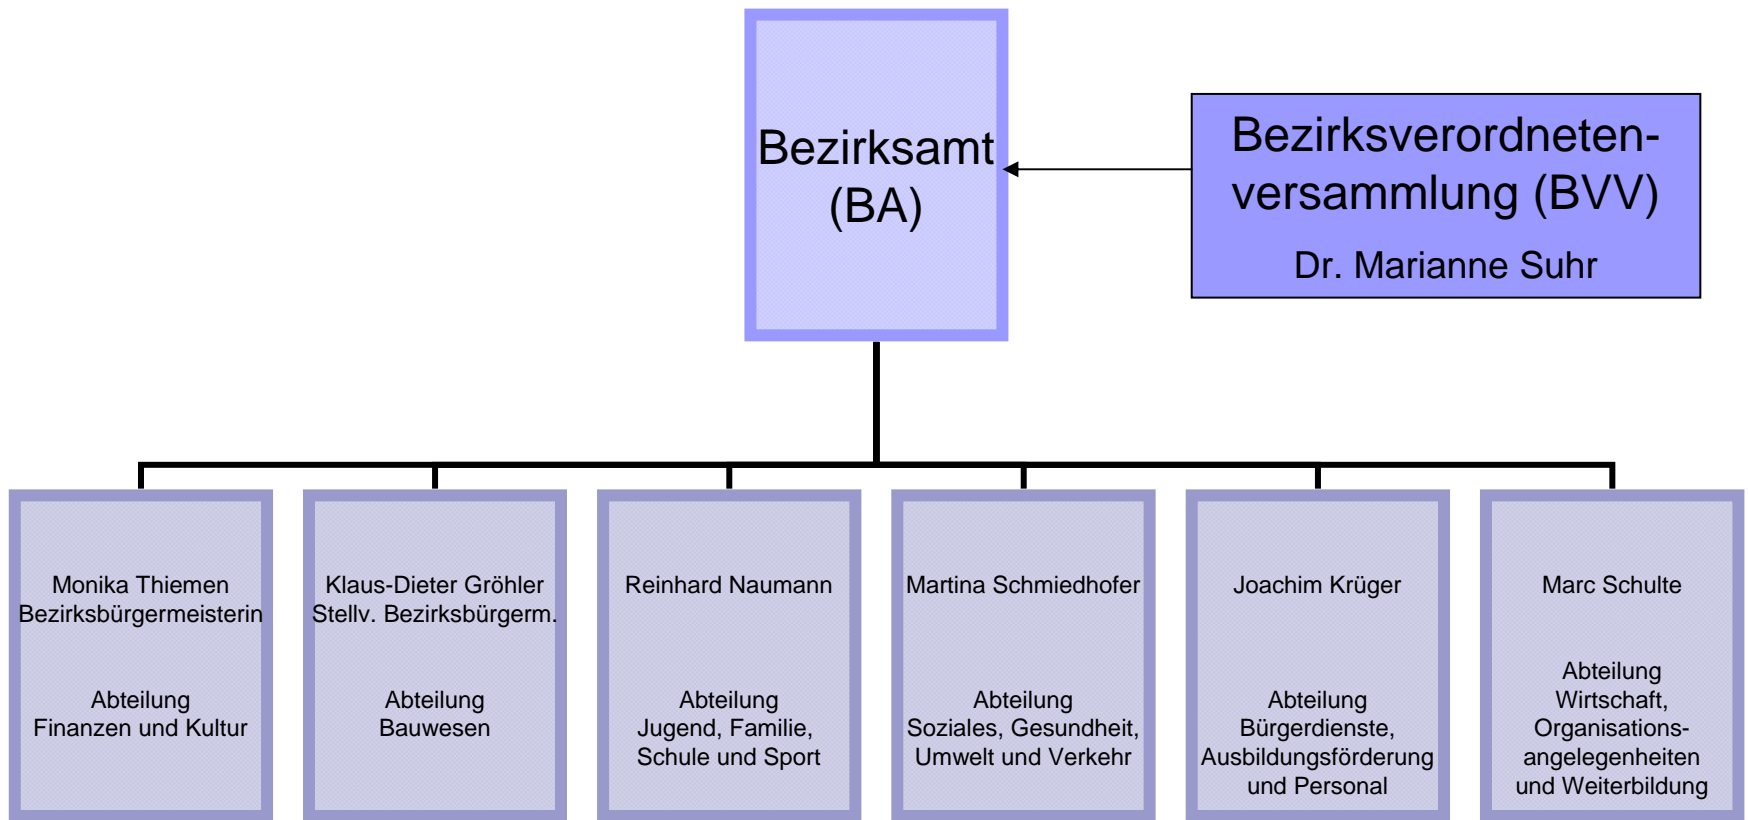 Bezirksamt
(BA)
Bezirksverordneten-
versammlung (BVV)
Dr. Marianne Suhr
Monika Thiemen
Bezirksbürgermeisterin
Abteilung
Finanzen und Kultur
Klaus-Dieter Gröhler
Stellv. Bezirksbürgerm.
Abteilung
Bauwesen
Reinhard Naumann
Abteilung
Jugend, Familie,
Schule und Sport
Martina Schmiedhofer
Abteilung
Soziales, Gesundheit,
Umwelt und Verkehr
Joachim Krüger
Abteilung
Bürgerdienste,
Ausbildungsförderung
und Personal
Marc Schulte
Abteilung
Wirtschaft,
Organisations-
angelegenheiten
und Weiterbildung